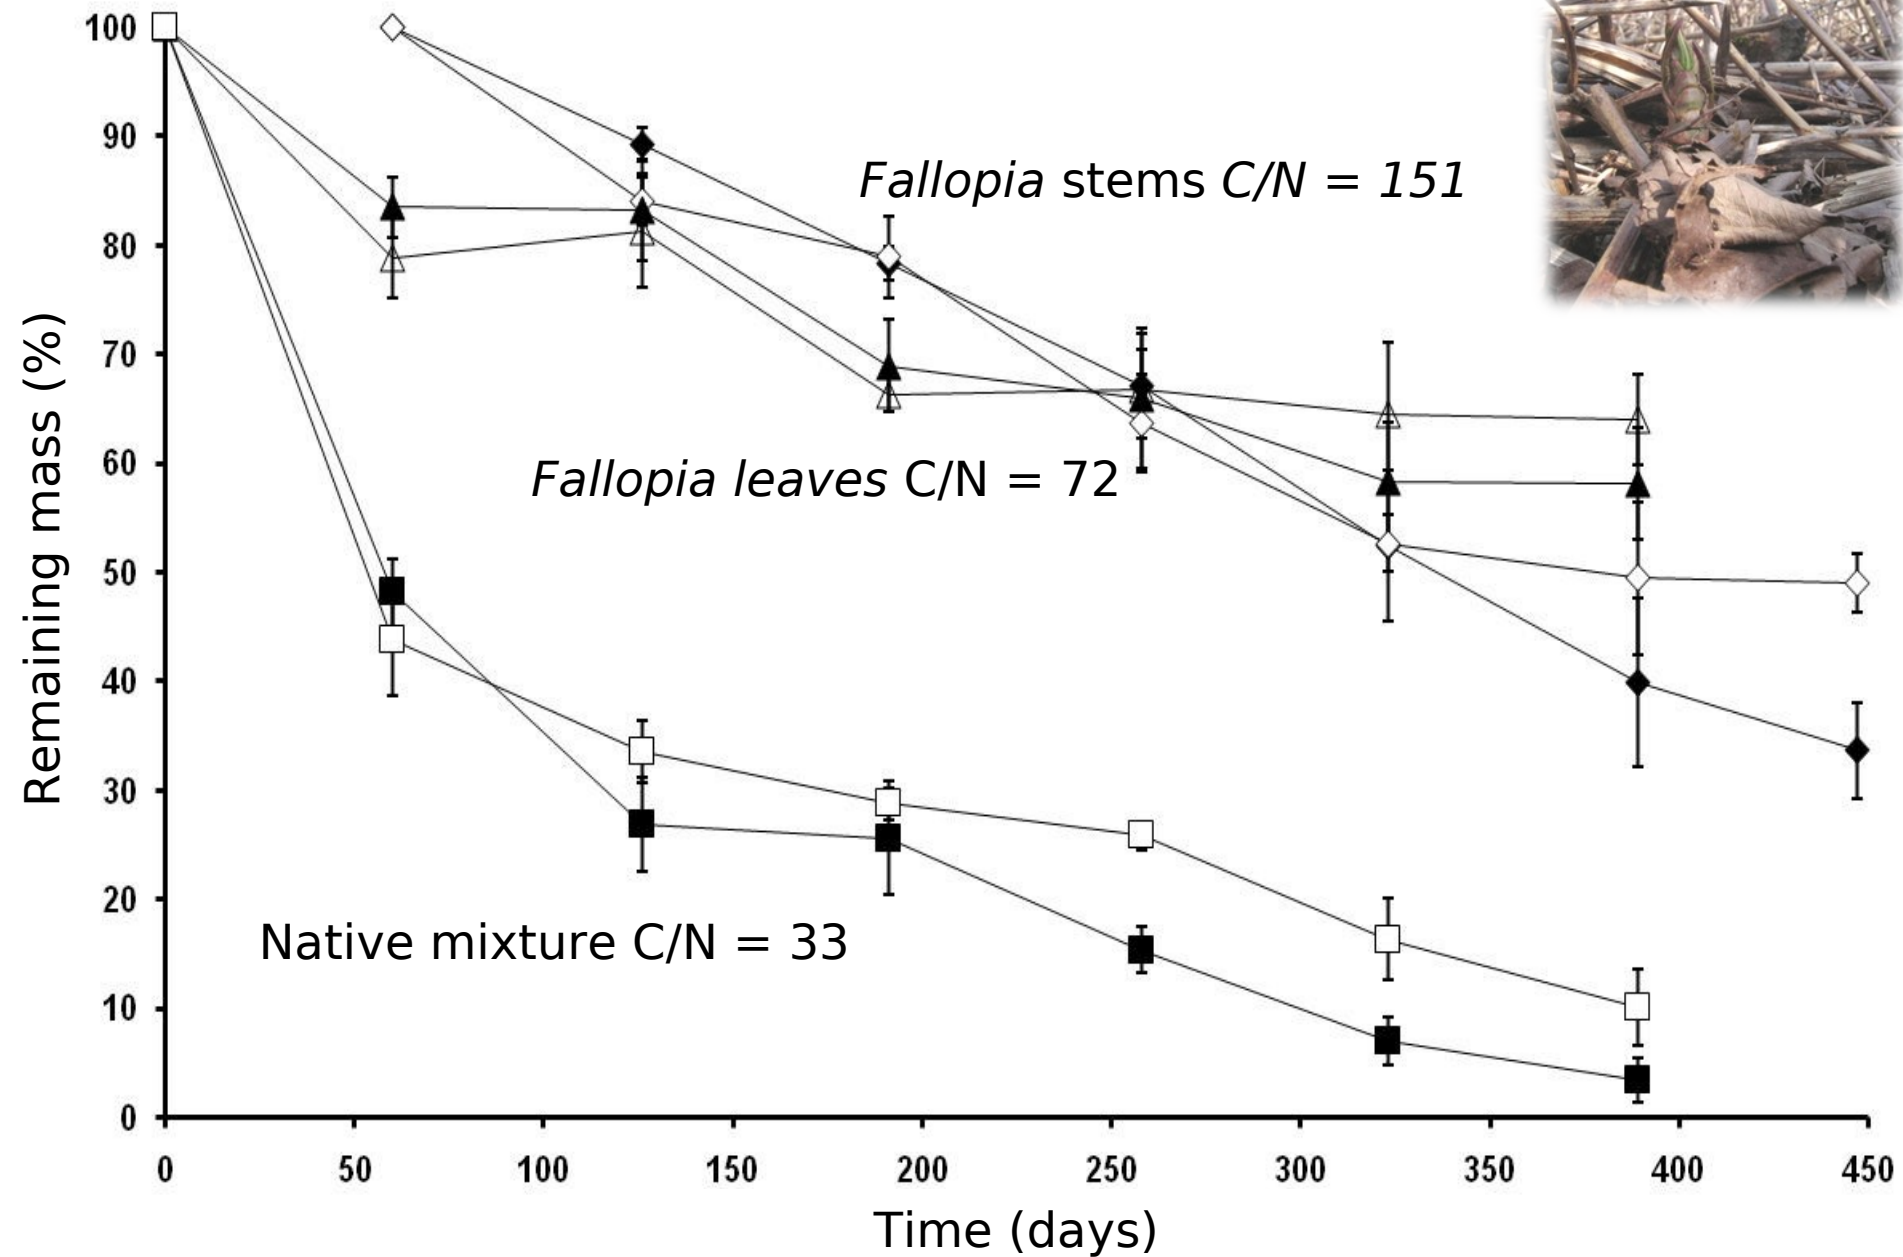 Remaining mass (%)
100
90
80
70
60
50
40
30
20
10
0
Fallopia stems C/N = 151
Fallopia leaves C/N = 72
Native mixture C/N = 33
0 50 100 150 200 250 300 350 400 450
Time (days)